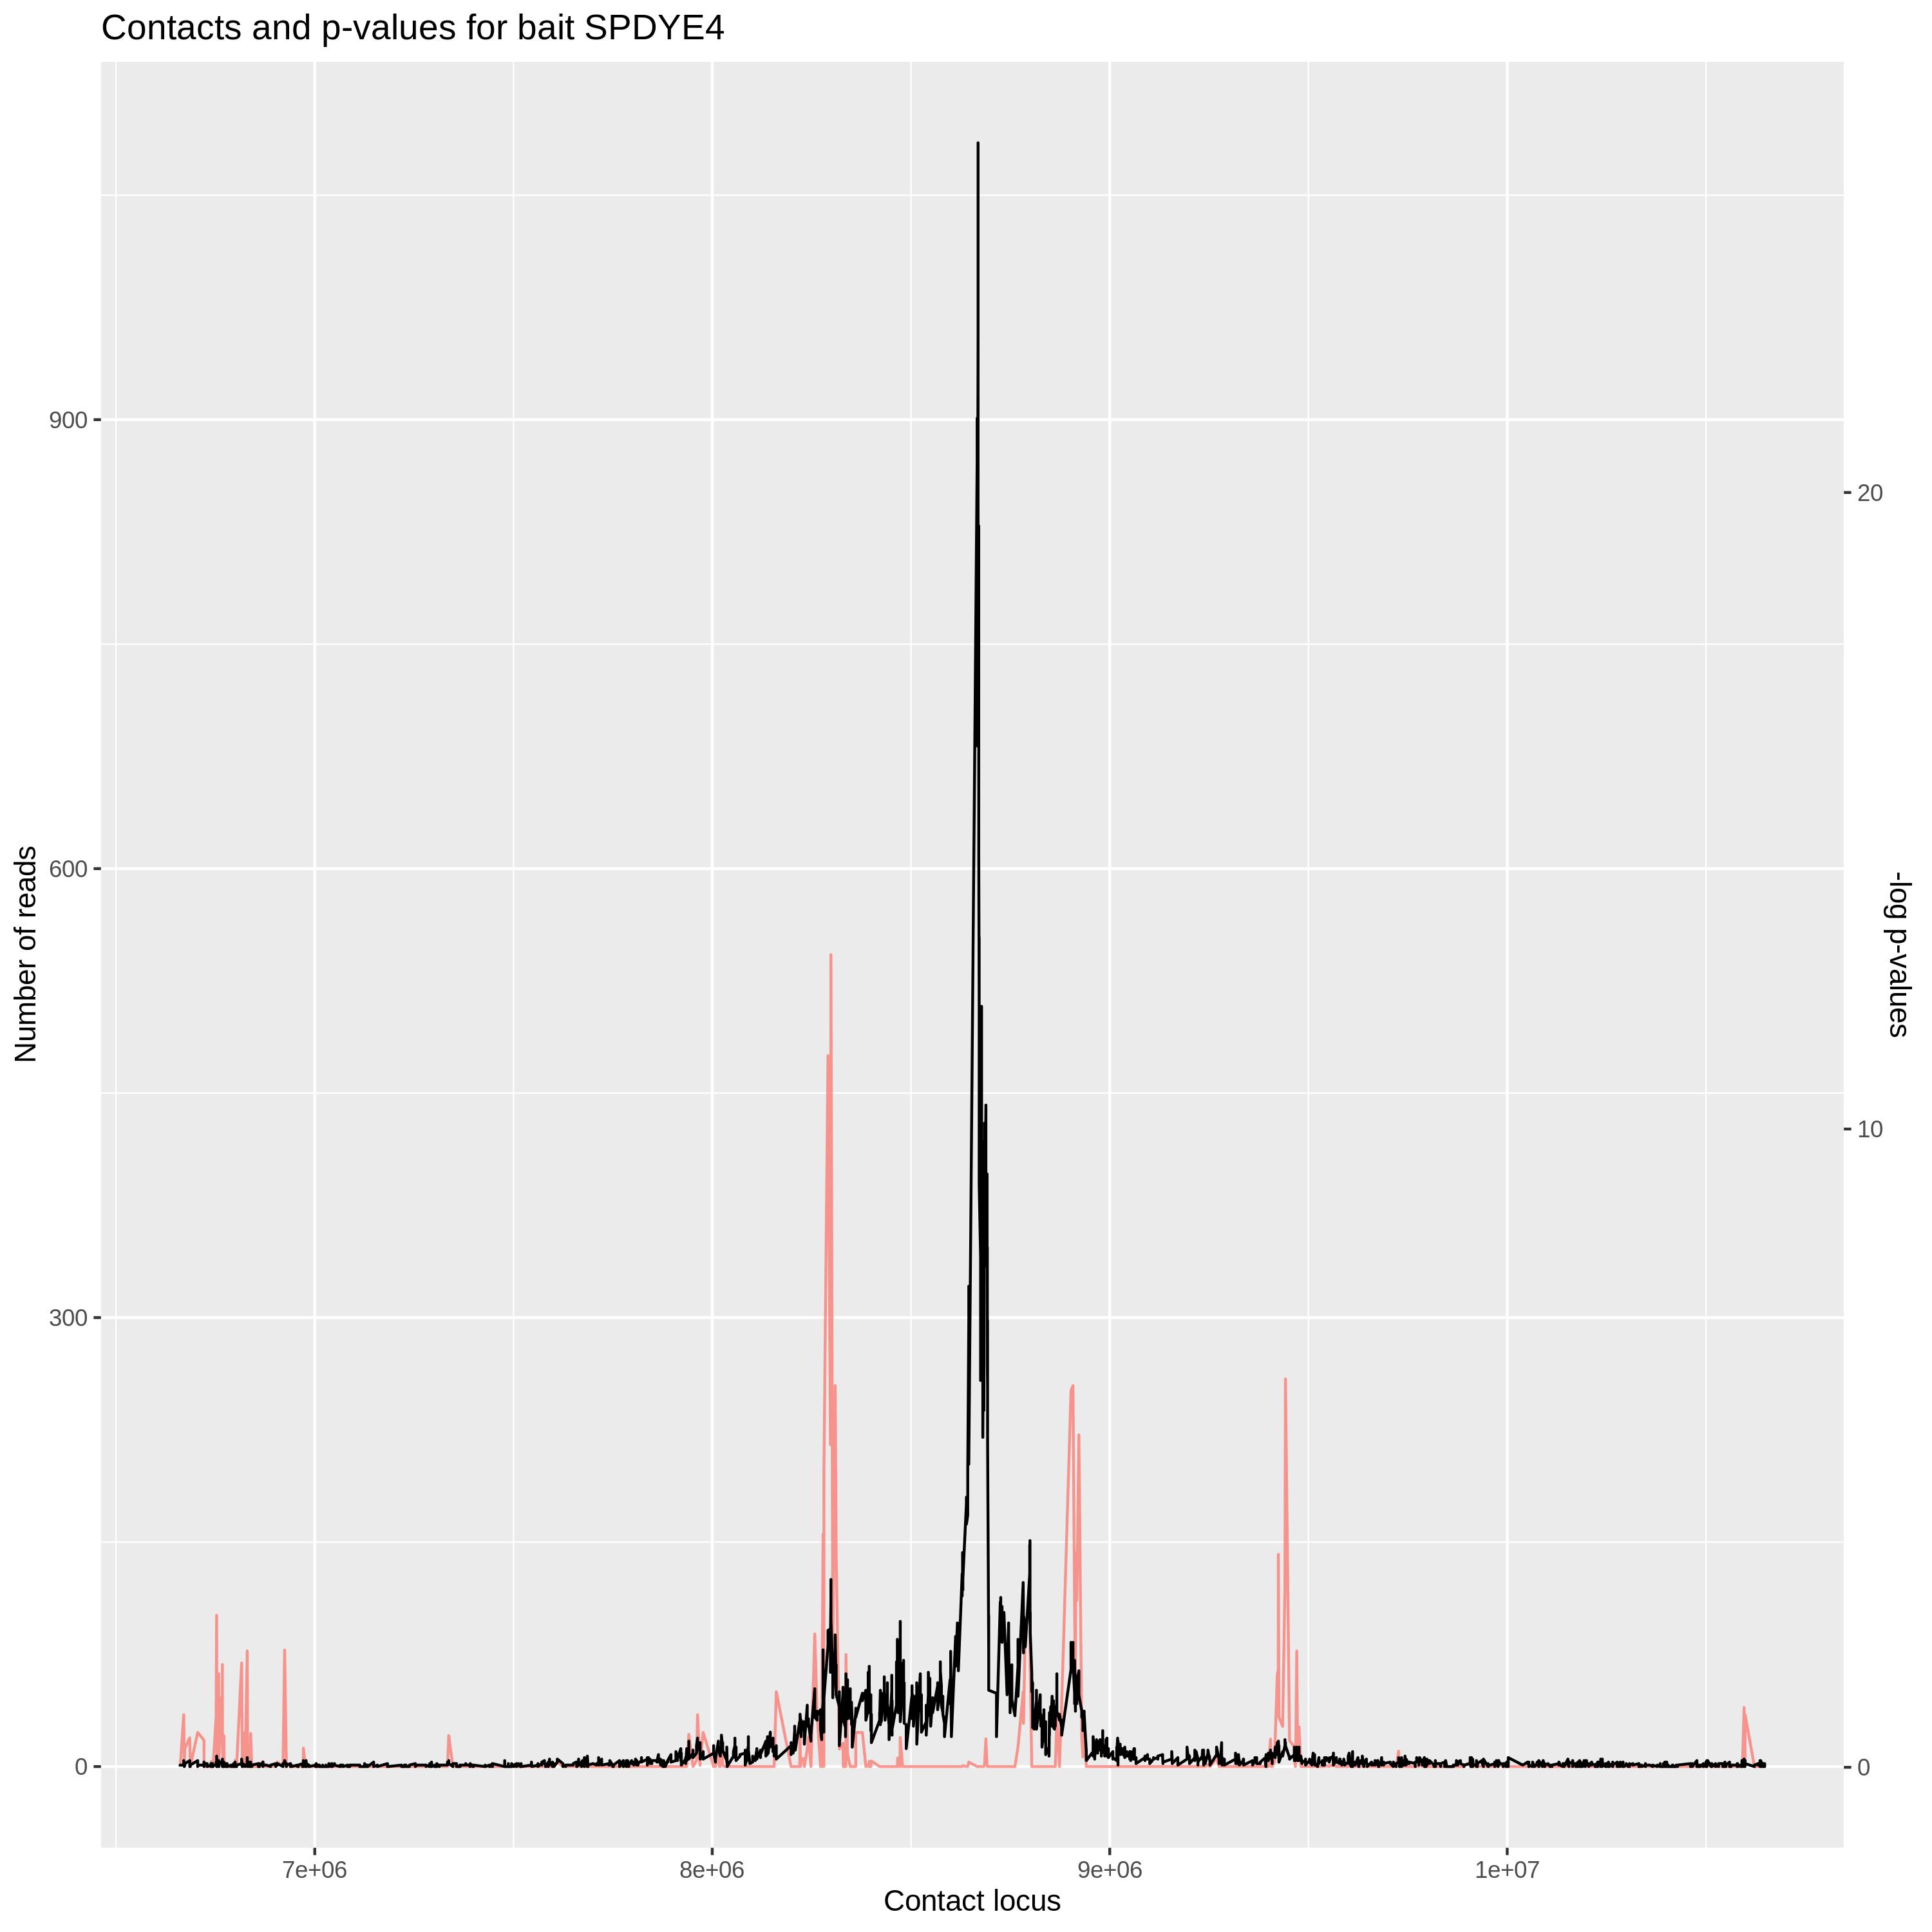 Contacts and p-values for bait SPDYE4
Number of reads
900
600
300
0
20
10
0
-log p-values
7e+06
8e+06
9e+06
1e+07
Contact locus